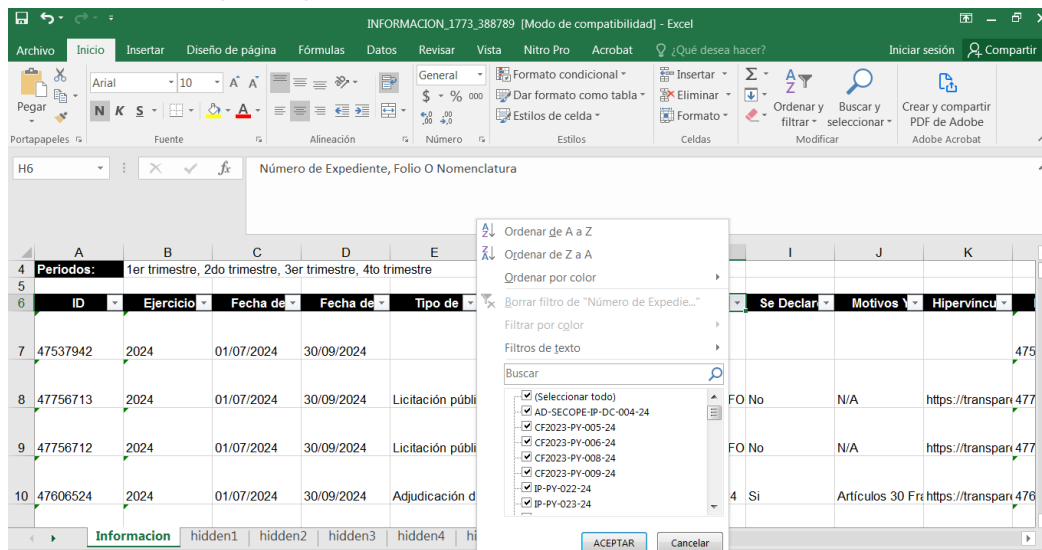 INFORMACION_1773_388789 [Modo de compatibilidad] - Excel
Archivo Inicio Insertar Diseño de página Fórmulas Datos Revisar Vista Nitro Pro Acrobat ¿Qué desea hacer? Iniciar sesión Compartir
Pegar
Arial 10 A A
N K S A
General
$ % 000
Formato condicional
Dar formato como tabla
Estilos de celda
Insertar
Eliminar
Formato
Ordenar y filtrar
Buscar y seleccionar
Crear y compartir PDF de Adobe
Portapapeles Fuente Alineación Número Estilos Celdas Modificar Adobe Acrobat
H6 fx Número de Expediente, Folio O Nomenclatura
A B C D E I J K
4 Periodos: 1er trimestre, 2do trimestre, 3er trimestre, 4to trimestre
5
6 ID Ejercicio Fecha de Fecha de Tipo de Se Declar Motivos Y Hipervíncu
7 47537942 2024 01/07/2024 30/09/2024 475
8 47756713 2024 01/07/2024 30/09/2024 Licitación públi FO No N/A https://transpare 477
9 47756712 2024 01/07/2024 30/09/2024 Licitación públi FO No N/A https://transpare 477
10 47606524 2024 01/07/2024 30/09/2024 Adjudicación d 4 Si Artículos 30 Fra https://transpare 476
Ordenar de A a Z
Ordenar de Z a A
Ordenar por color
Borrar filtro de "Número de Expedie..."
Filtrar por color
Filtros de texto
Buscar
(Seleccionar todo)
AD-SECOPE-IP-DC-004-24
CF2023-PY-005-24
CF2023-PY-006-24
CF2023-PY-008-24
CF2023-PY-009-24
IP-PY-022-24
IP-PY-023-24
ACEPTAR Cancelar
Informacion hidden1 hidden2 hidden3 hidden4 hi